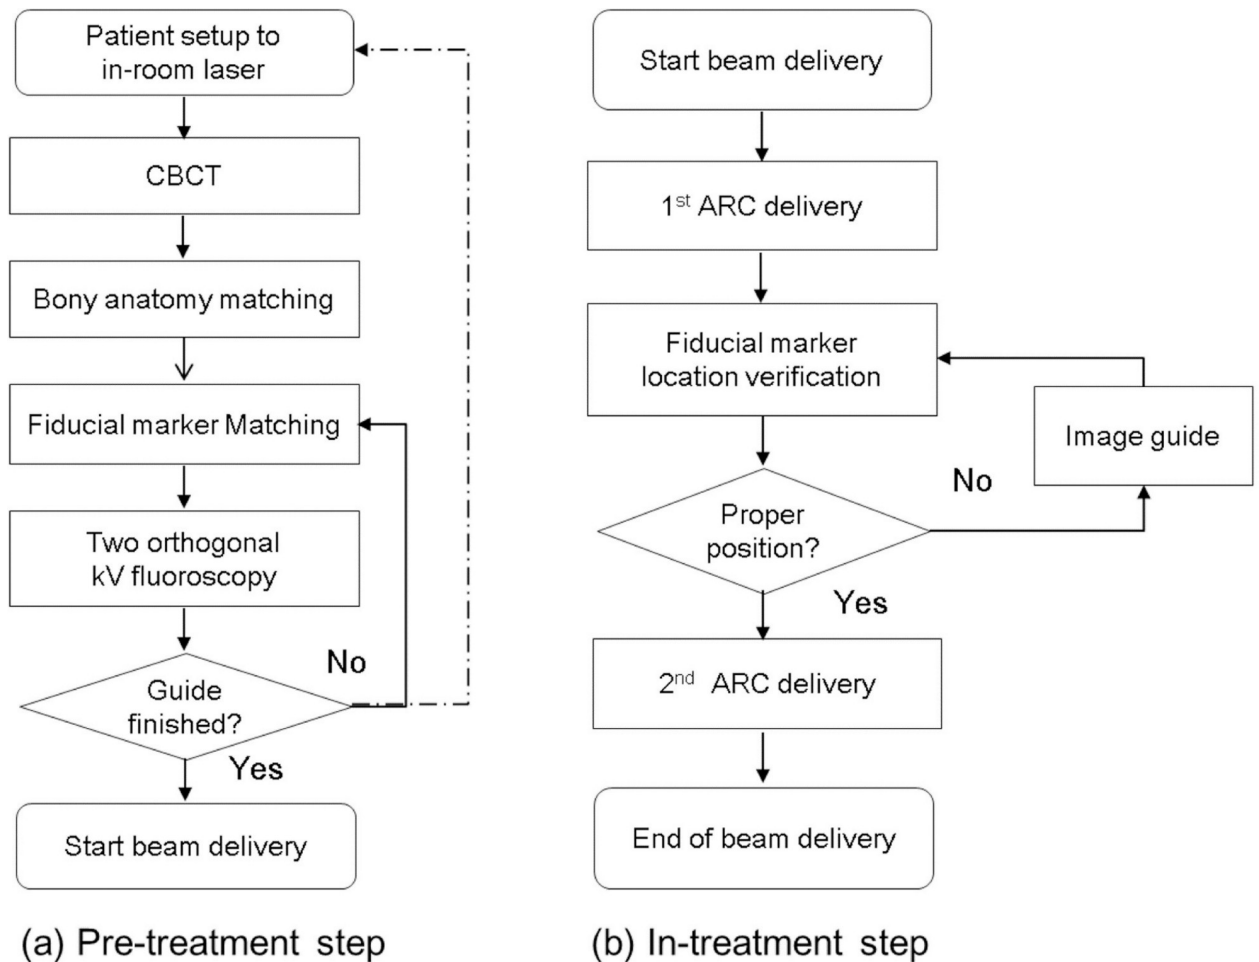 Patient setup to
in-room laser
CBCT
Bony anatomy matching
Fiducial marker Matching
Two orthogonal
kV fluoroscopy
No
Guide
finished?
Yes
Start beam delivery
(a) Pre-treatment step
Start beam delivery
1st ARC delivery
Fiducial marker
location verification
Image guide
No
Proper
position?
Yes
2nd ARC delivery
End of beam delivery
(b) In-treatment step